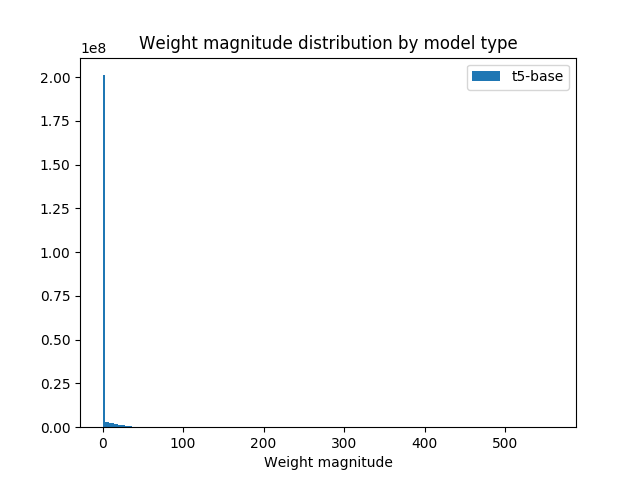 Weight magnitude distribution by model type
1e8
t5-base
2.00
1.75
1.50
1.25
1.00
0.75
0.50
0.25
0.00
0 100 200 300 400 500
Weight magnitude